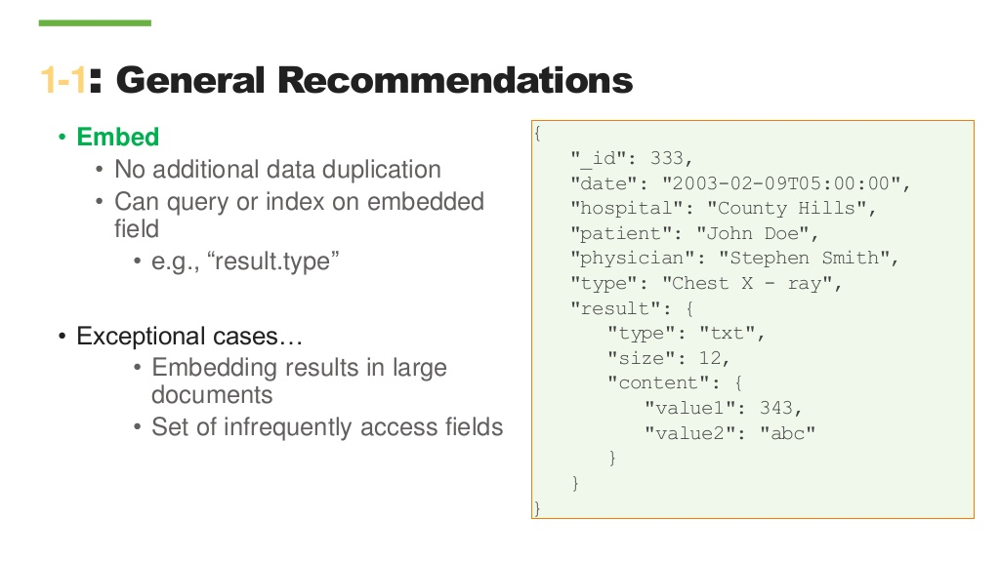 1-1: General Recommendations
• Embed
• No additional data duplication
• Can query or index on embedded
field
• e.g., “result.type”
• Exceptional cases…
• Embedding results in large
documents
• Set of infrequently access fields
{
"_id": 333,
"date": "2003-02-09T05:00:00",
"hospital": "County Hills",
"patient": "John Doe",
"physician": "Stephen Smith",
"type": "Chest X - ray",
"result": {
"type": "txt",
"size": 12,
"content": {
"value1": 343,
"value2": "abc"
}
}
}